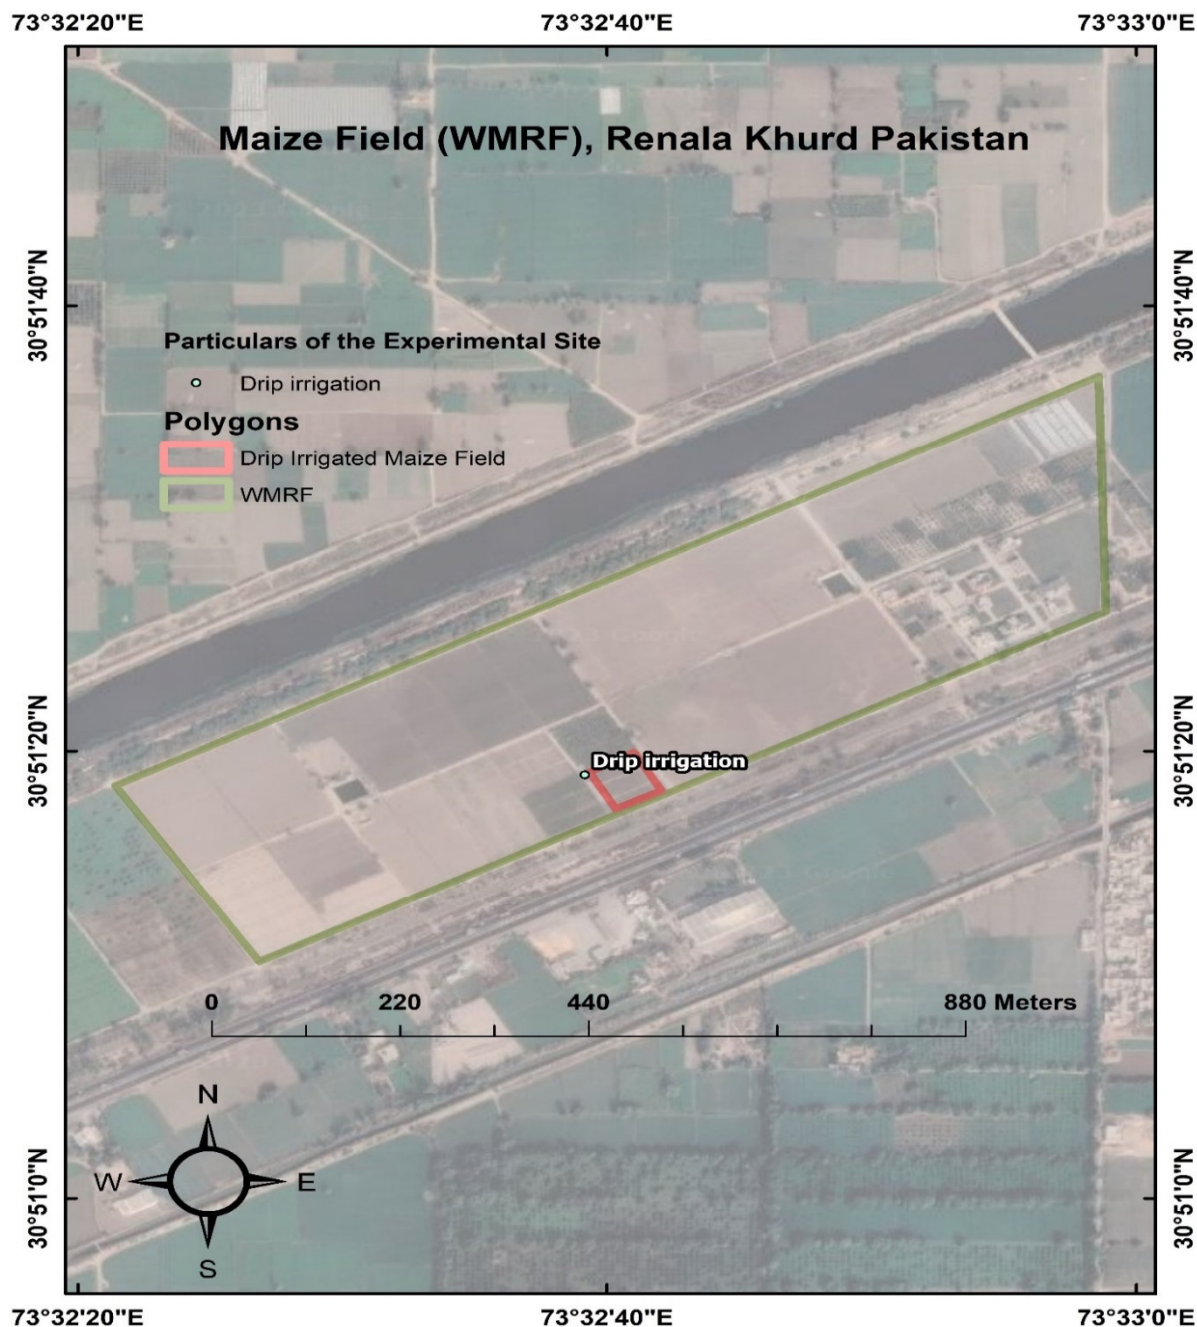 73°32'20"E 73°32'40"E 73°33'0"E
Maize Field (WMRF), Renala Khurd Pakistan
30°51'40"N 30°51'40"N
Particulars of the Experimental Site
Drip irrigation
Polygons
Drip Irrigated Maize Field
WMRF
30°51'20"N 30°51'20"N
Drip irrigation
0 220 440 880 Meters
N
W E
S
30°51'0"N 30°51'0"N
73°32'20"E 73°32'40"E 73°33'0"E